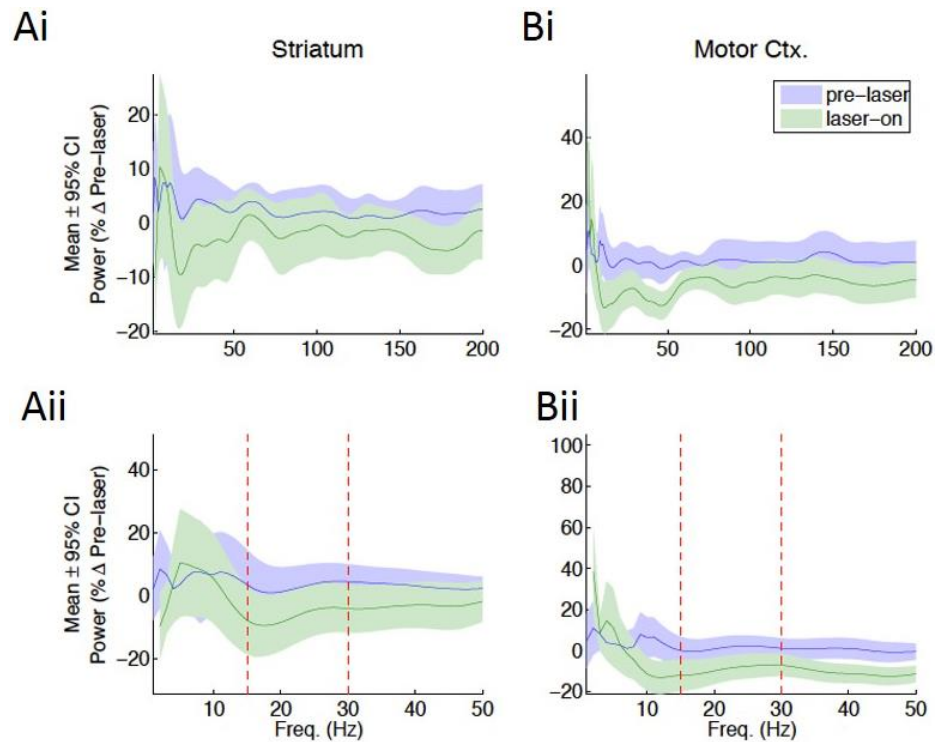 Ai
Bi
Striatum
Motor Ctx.
pre-laser
laser-on
Mean ± 95% CI
Power (% Δ Pre-laser)
20
10
0
-10
-20
50
100
150
200
40
20
0
-20
50
100
150
200
Aii
Bii
Mean ± 95% CI
Power (% Δ Pre-laser)
40
20
0
-20
10
20
30
40
50
Freq. (Hz)
100
80
60
40
20
0
-20
10
20
30
40
50
Freq. (Hz)